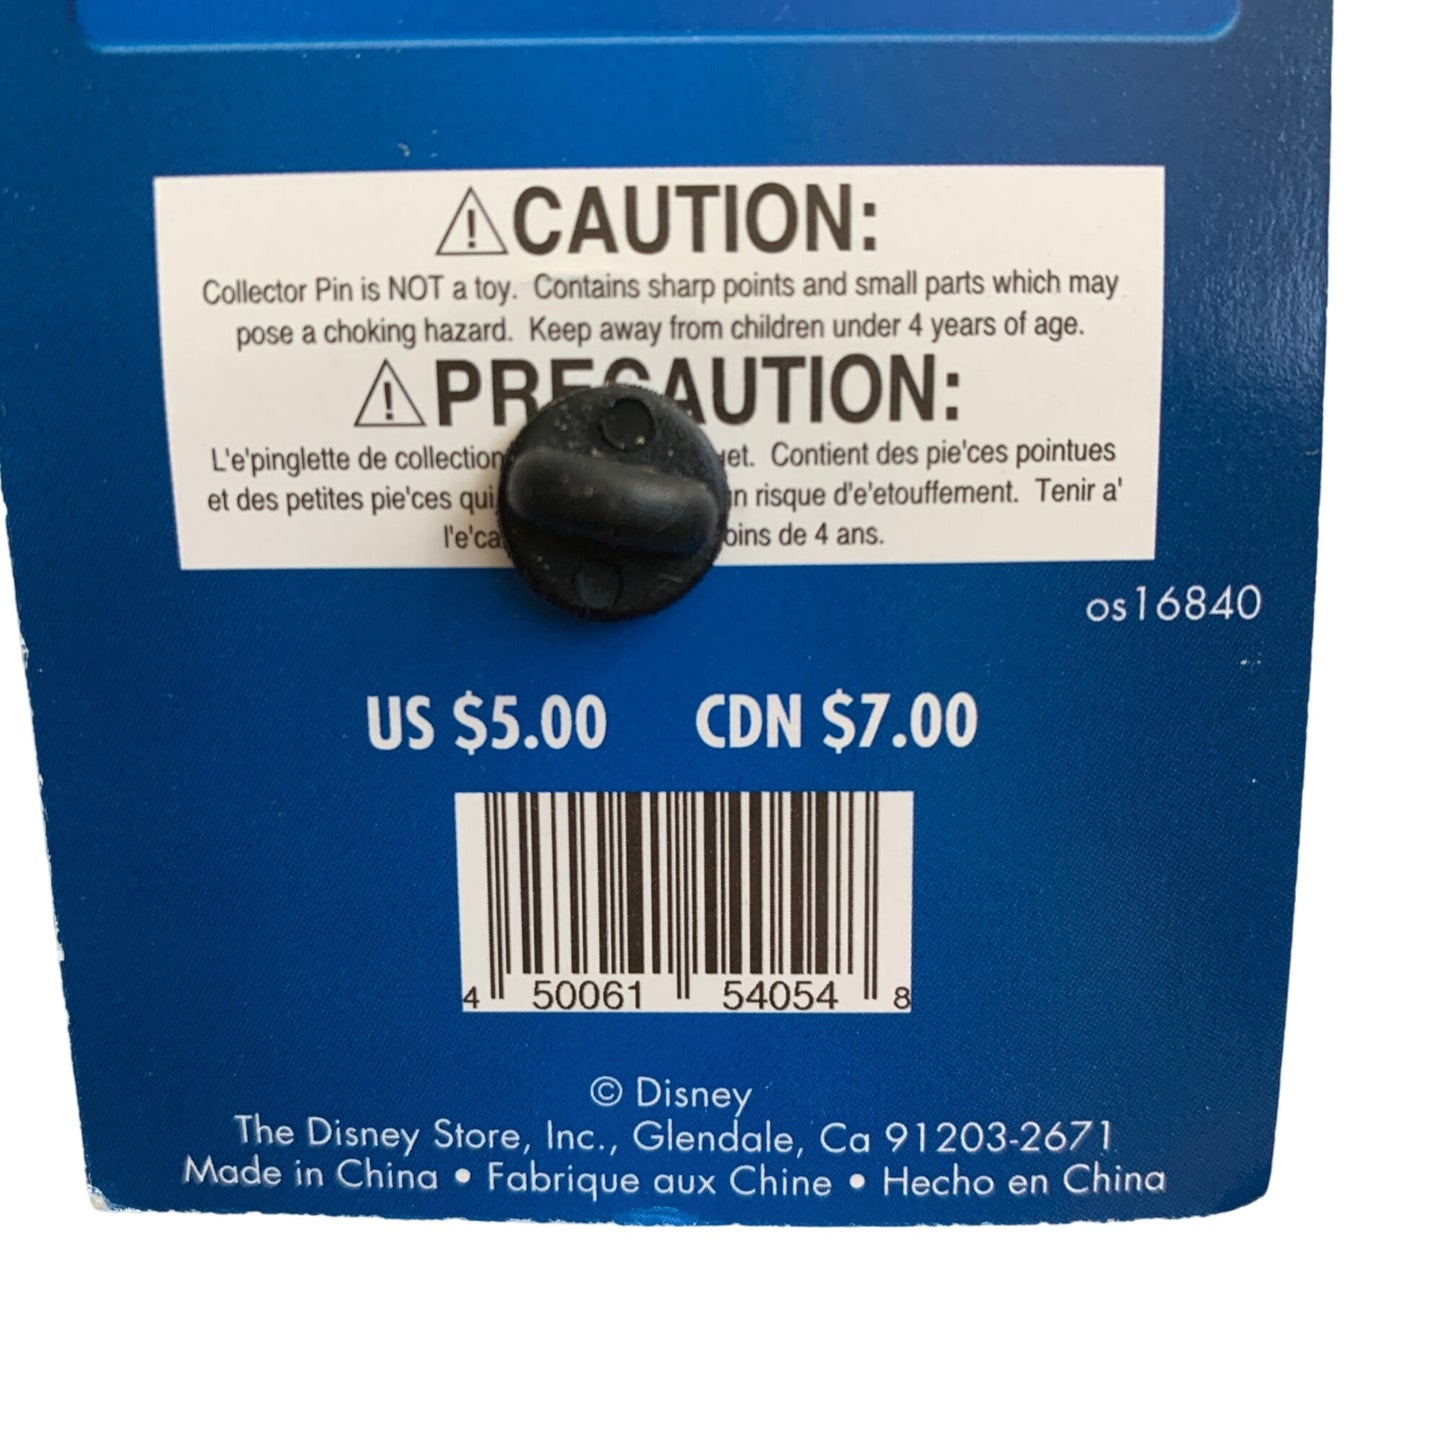 CAUTION:
Collector Pin is NOT a toy. Contains sharp points and small parts which may
pose a choking hazard. Keep away from children under 4 years of age.
PRECAUTION:
L'e'pinglette de collection Contient des pie'ces pointues
et des petites pie'ces qui risque d'e'etouffement. Tenir a'
de 4 ans.
os16840
US $5.00 CDN $7.00
4 50061 54054 8
© Disney
The Disney Store, Inc., Glendale, Ca 91203-2671
Made in China • Fabrique aux Chine • Hecho en China